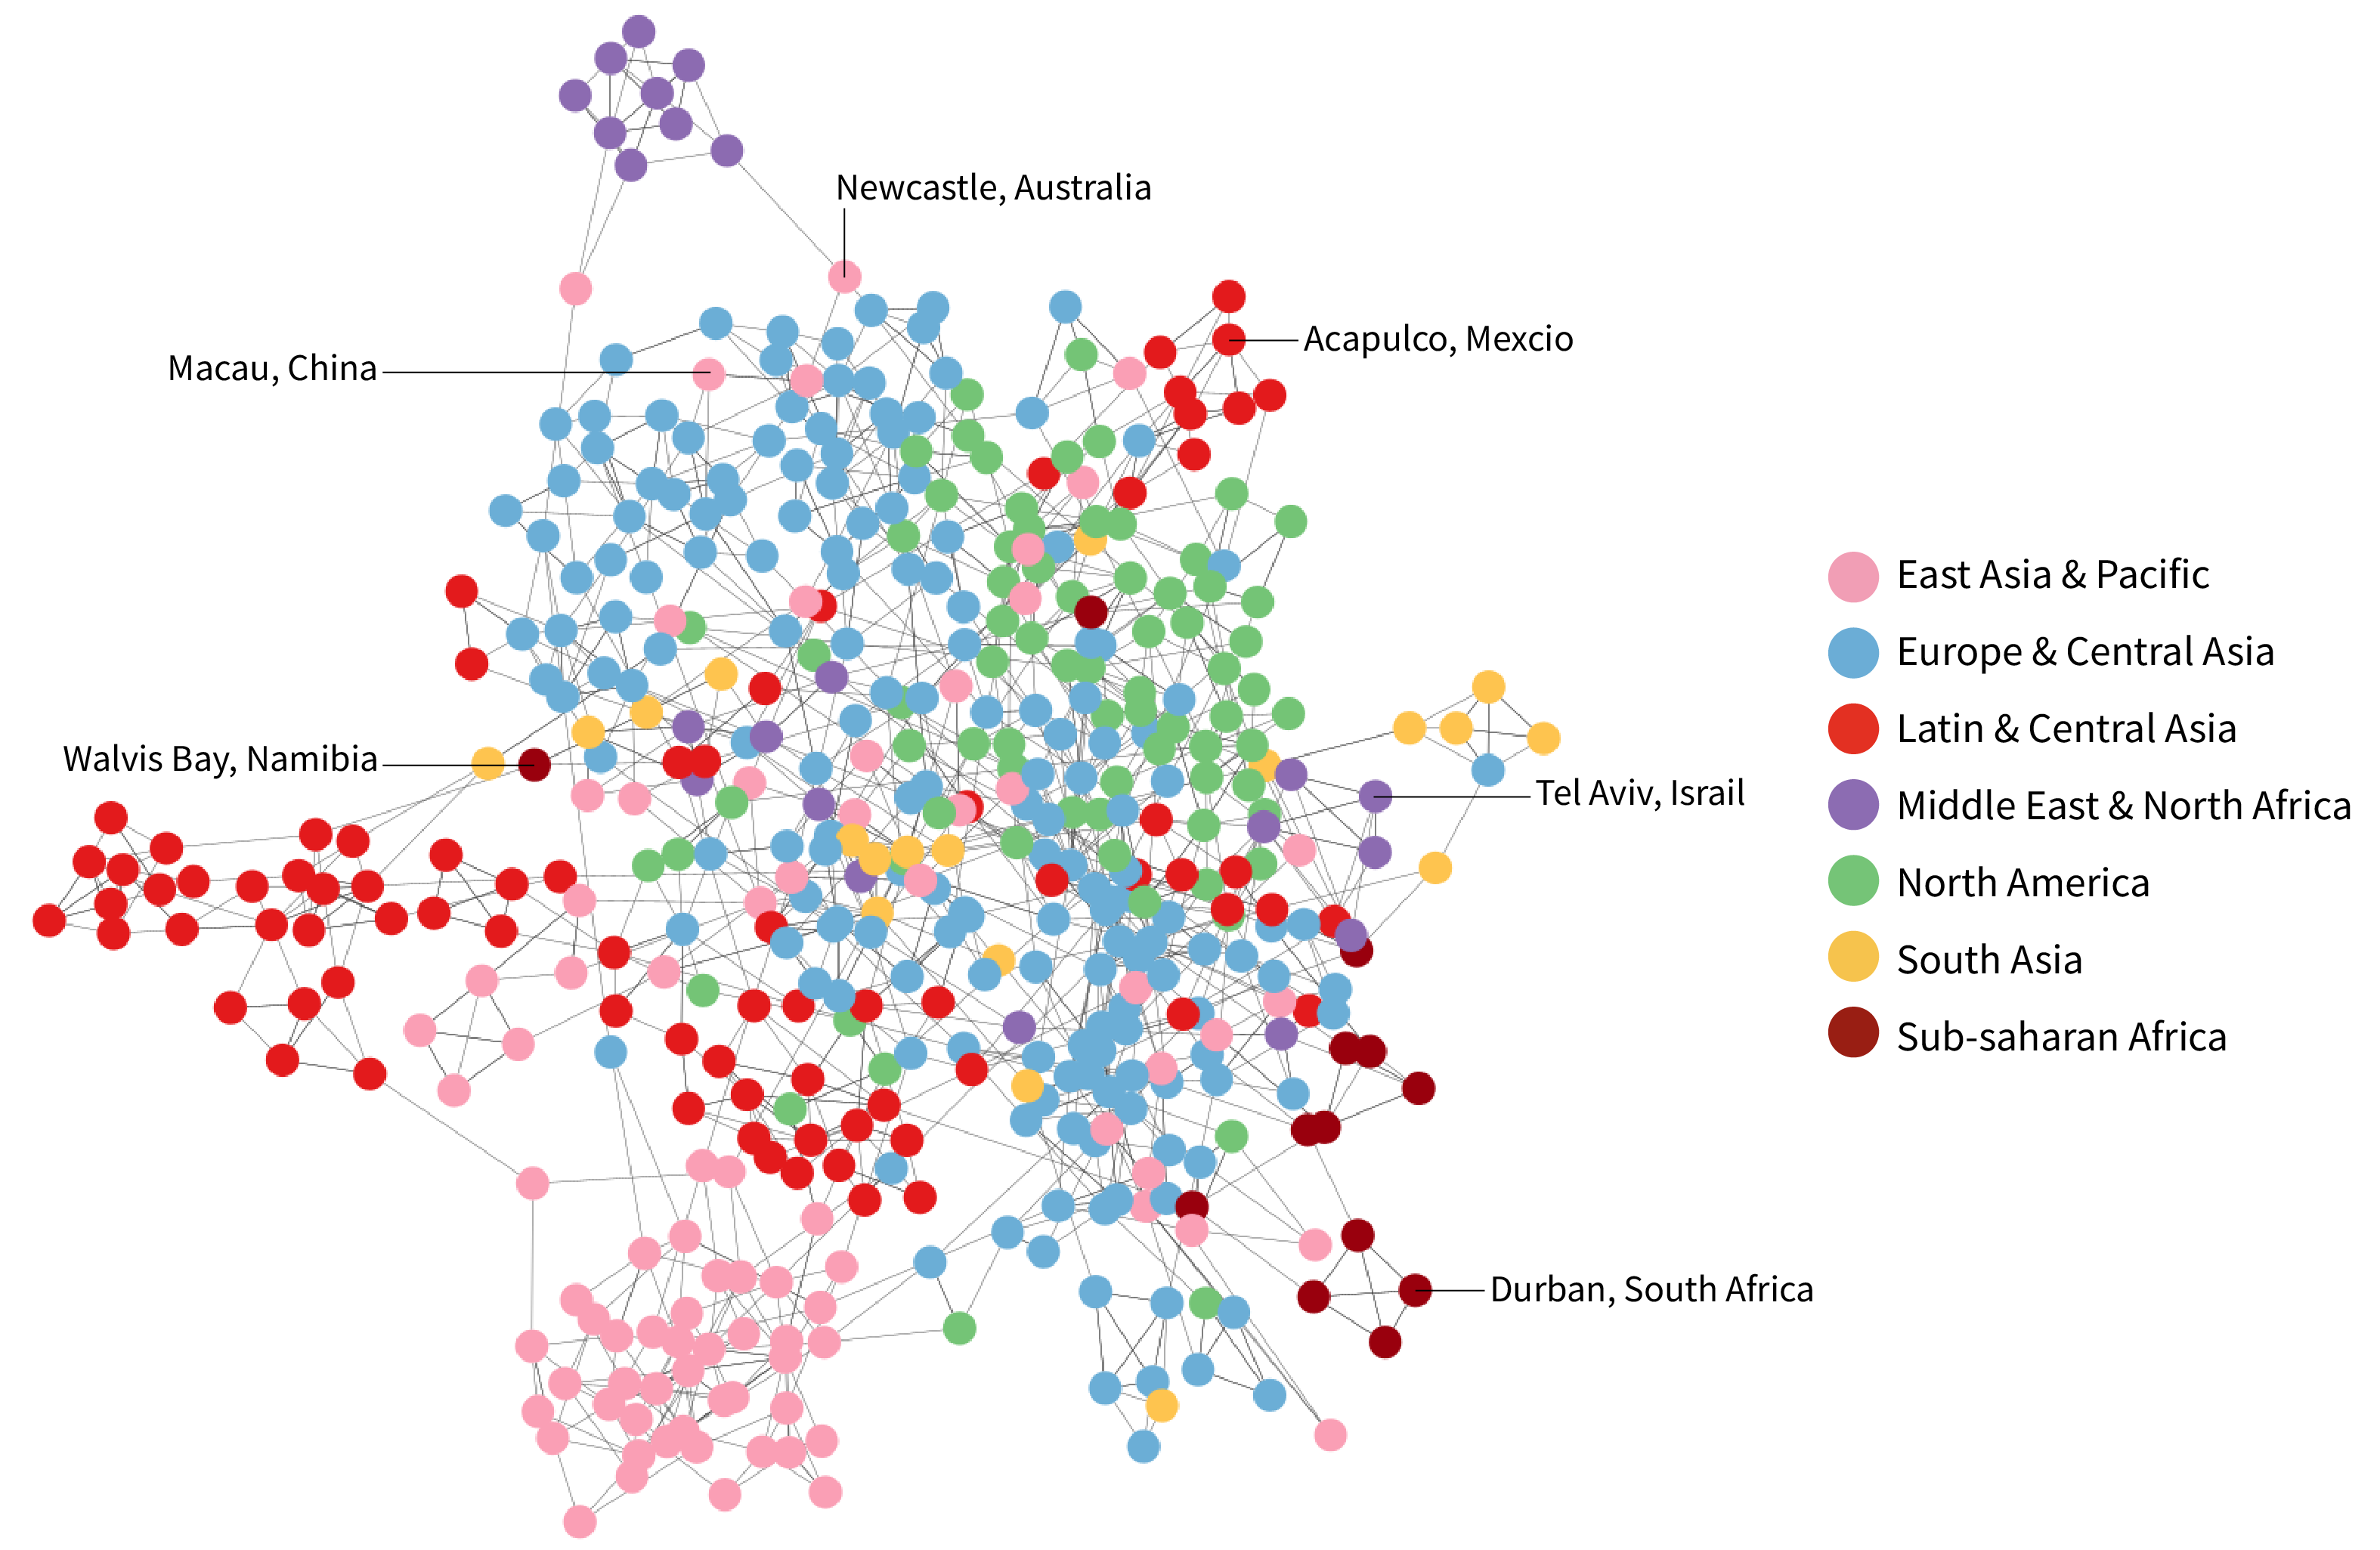 Newcastle, Australia
Acapulco, Mexcio
Macau, China
Walvis Bay, Namibia
Tel Aviv, Israil
Durban, South Africa
East Asia & Pacific
Europe & Central Asia
Latin & Central Asia
Middle East & North Africa
North America
South Asia
Sub-saharan Africa